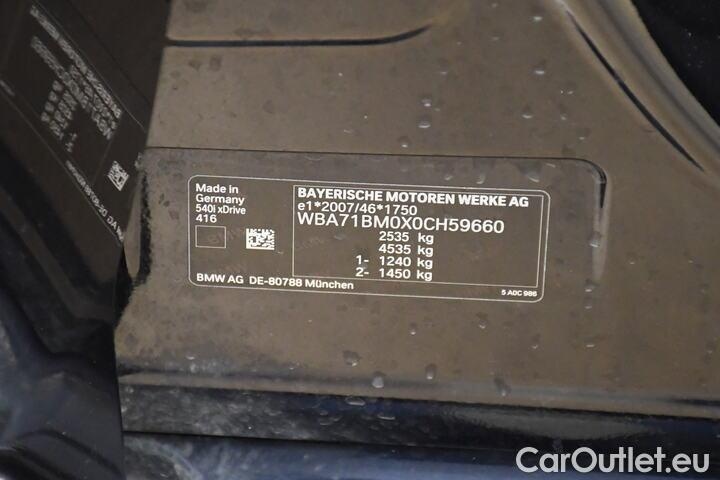 Made in
Germany
540i xDrive
416
BAYERISCHE MOTOREN WERKE AG
e1*2007/46*1750
WBA71BM0X0CH59660
2535 kg
4535 kg
1- 1240 kg
2- 1450 kg
BMW AG DE-80788 München
5 A0C 986
CarOutlet.eu